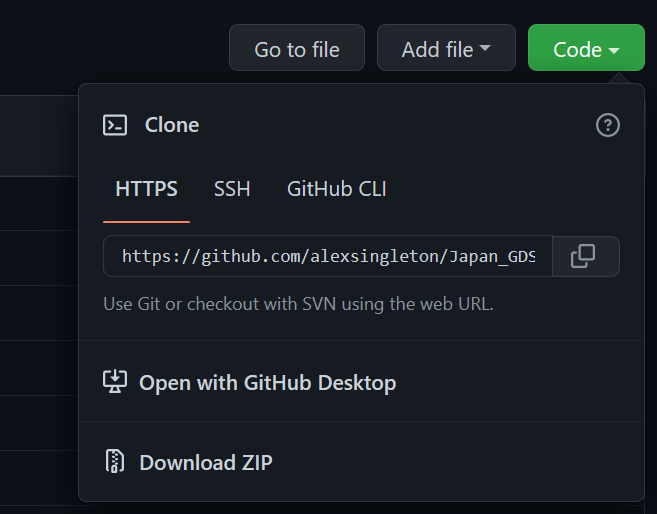 Go to file
Add file
Code
Clone
HTTPS
SSH
GitHub CLI
https://github.com/alexsingleton/Japan_GDS
Use Git or checkout with SVN using the web URL.
Open with GitHub Desktop
Download ZIP